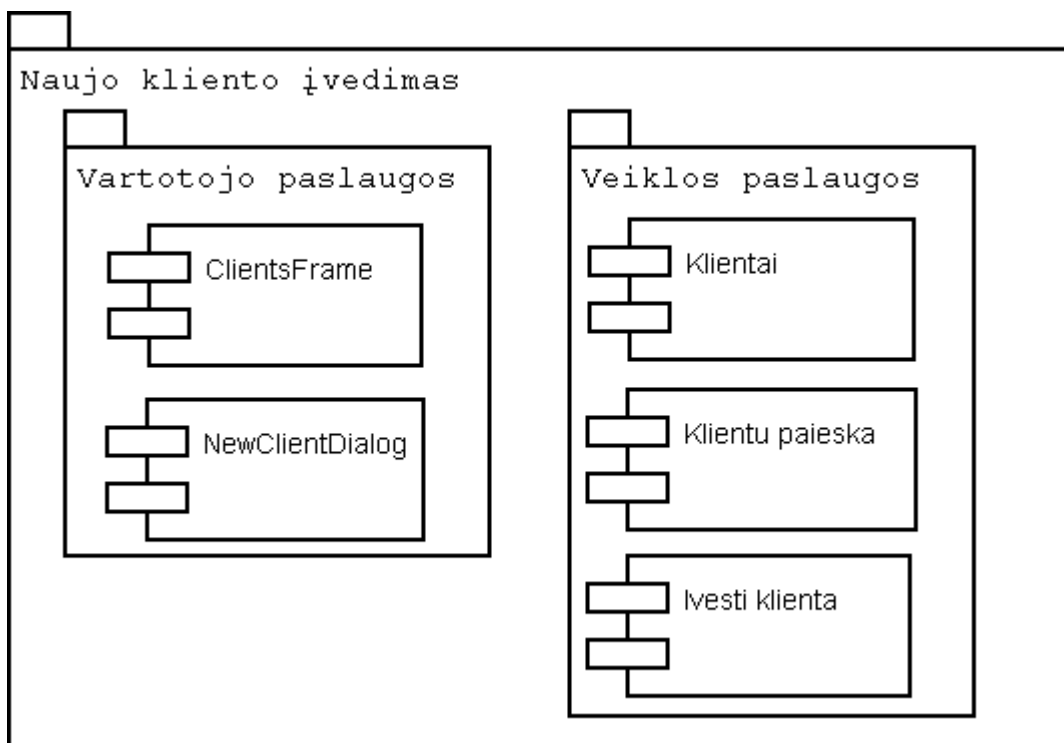 Naujo kliento įvedimas
Vartotojo paslaugos
ClientsFrame
NewClientDialog
Veiklos paslaugos
Klientai
Klientu paieska
Ivesti klienta